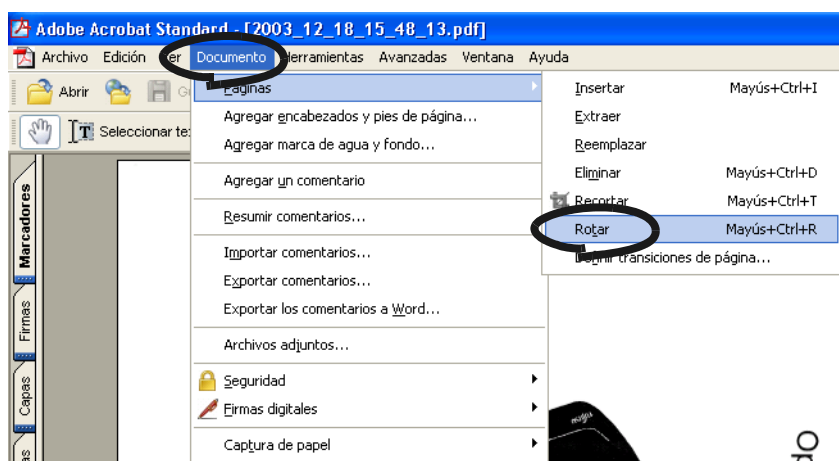 Adobe Acrobat Standard - [2003_12_18_15_48_13.pdf]
Archivo Edición Ver Documento Herramientas Avanzadas Ventana Ayuda
Abrir
Seleccionar te
Páginas
Agregar encabezados y pies de página...
Agregar marca de agua y fondo...
Agregar un comentario
Resumir comentarios...
Importar comentarios...
Exportar comentarios...
Exportar los comentarios a Word...
Archivos adjuntos...
Seguridad
Firmas digitales
Captura de papel
Insertar Mayús+Ctrl+I
Extraer
Reemplazar
Eliminar Mayús+Ctrl+D
Recortar Mayús+Ctrl+T
Rotar Mayús+Ctrl+R
Definir transiciones de página...
Marcadores
Firmas
Capas